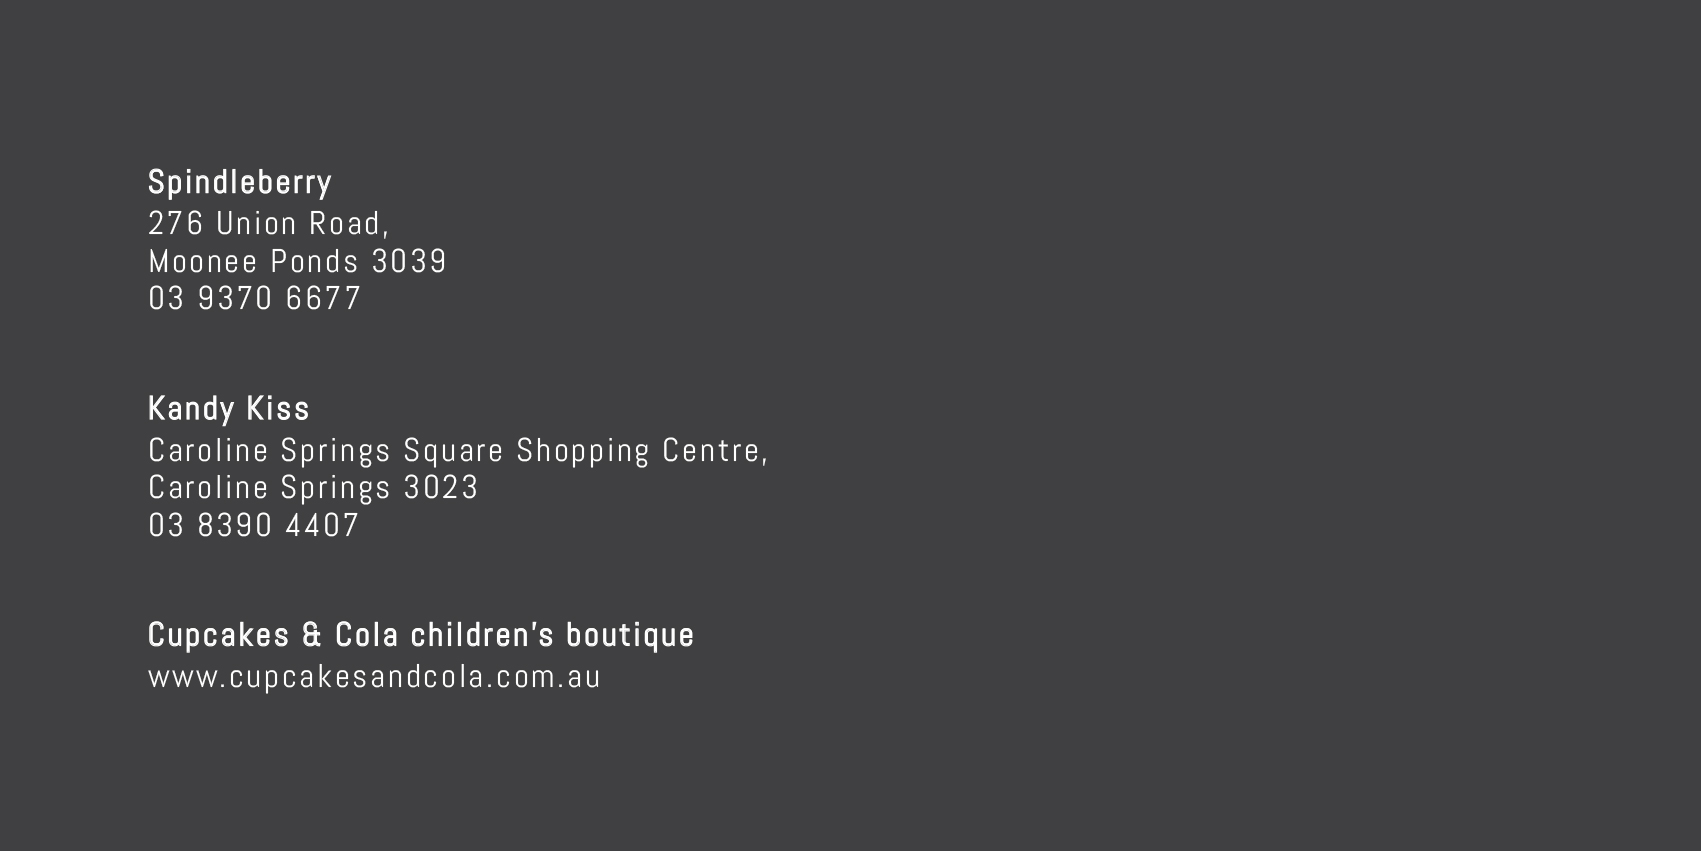 Spindleberry
276 Union Road,
Moonee Ponds 3039
03 9370 6677
Kandy Kiss
Caroline Springs Square Shopping Centre,
Caroline Springs 3023
03 8390 4407
Cupcakes & Cola children's boutique
www.cupcakesandcola.com.au